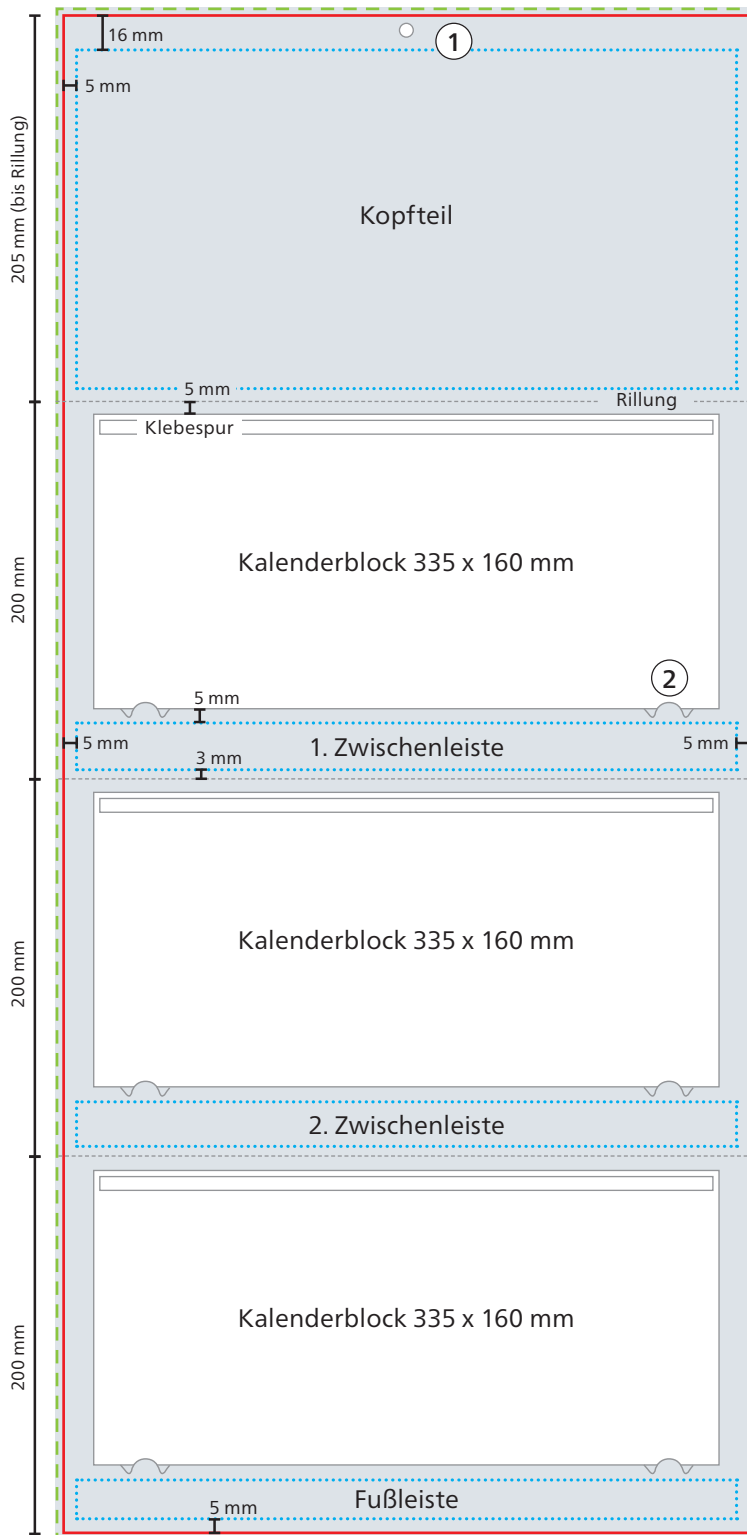 16 mm
1
5 mm
205 mm (bis Rillung)
Kopfteil
5 mm
Rillung
Klebespur
Kalenderblock 335 x 160 mm
200 mm
2
5 mm
5 mm
1. Zwischenleiste
5 mm
3 mm
Kalenderblock 335 x 160 mm
200 mm
2. Zwischenleiste
Kalenderblock 335 x 160 mm
200 mm
Fußleiste
5 mm